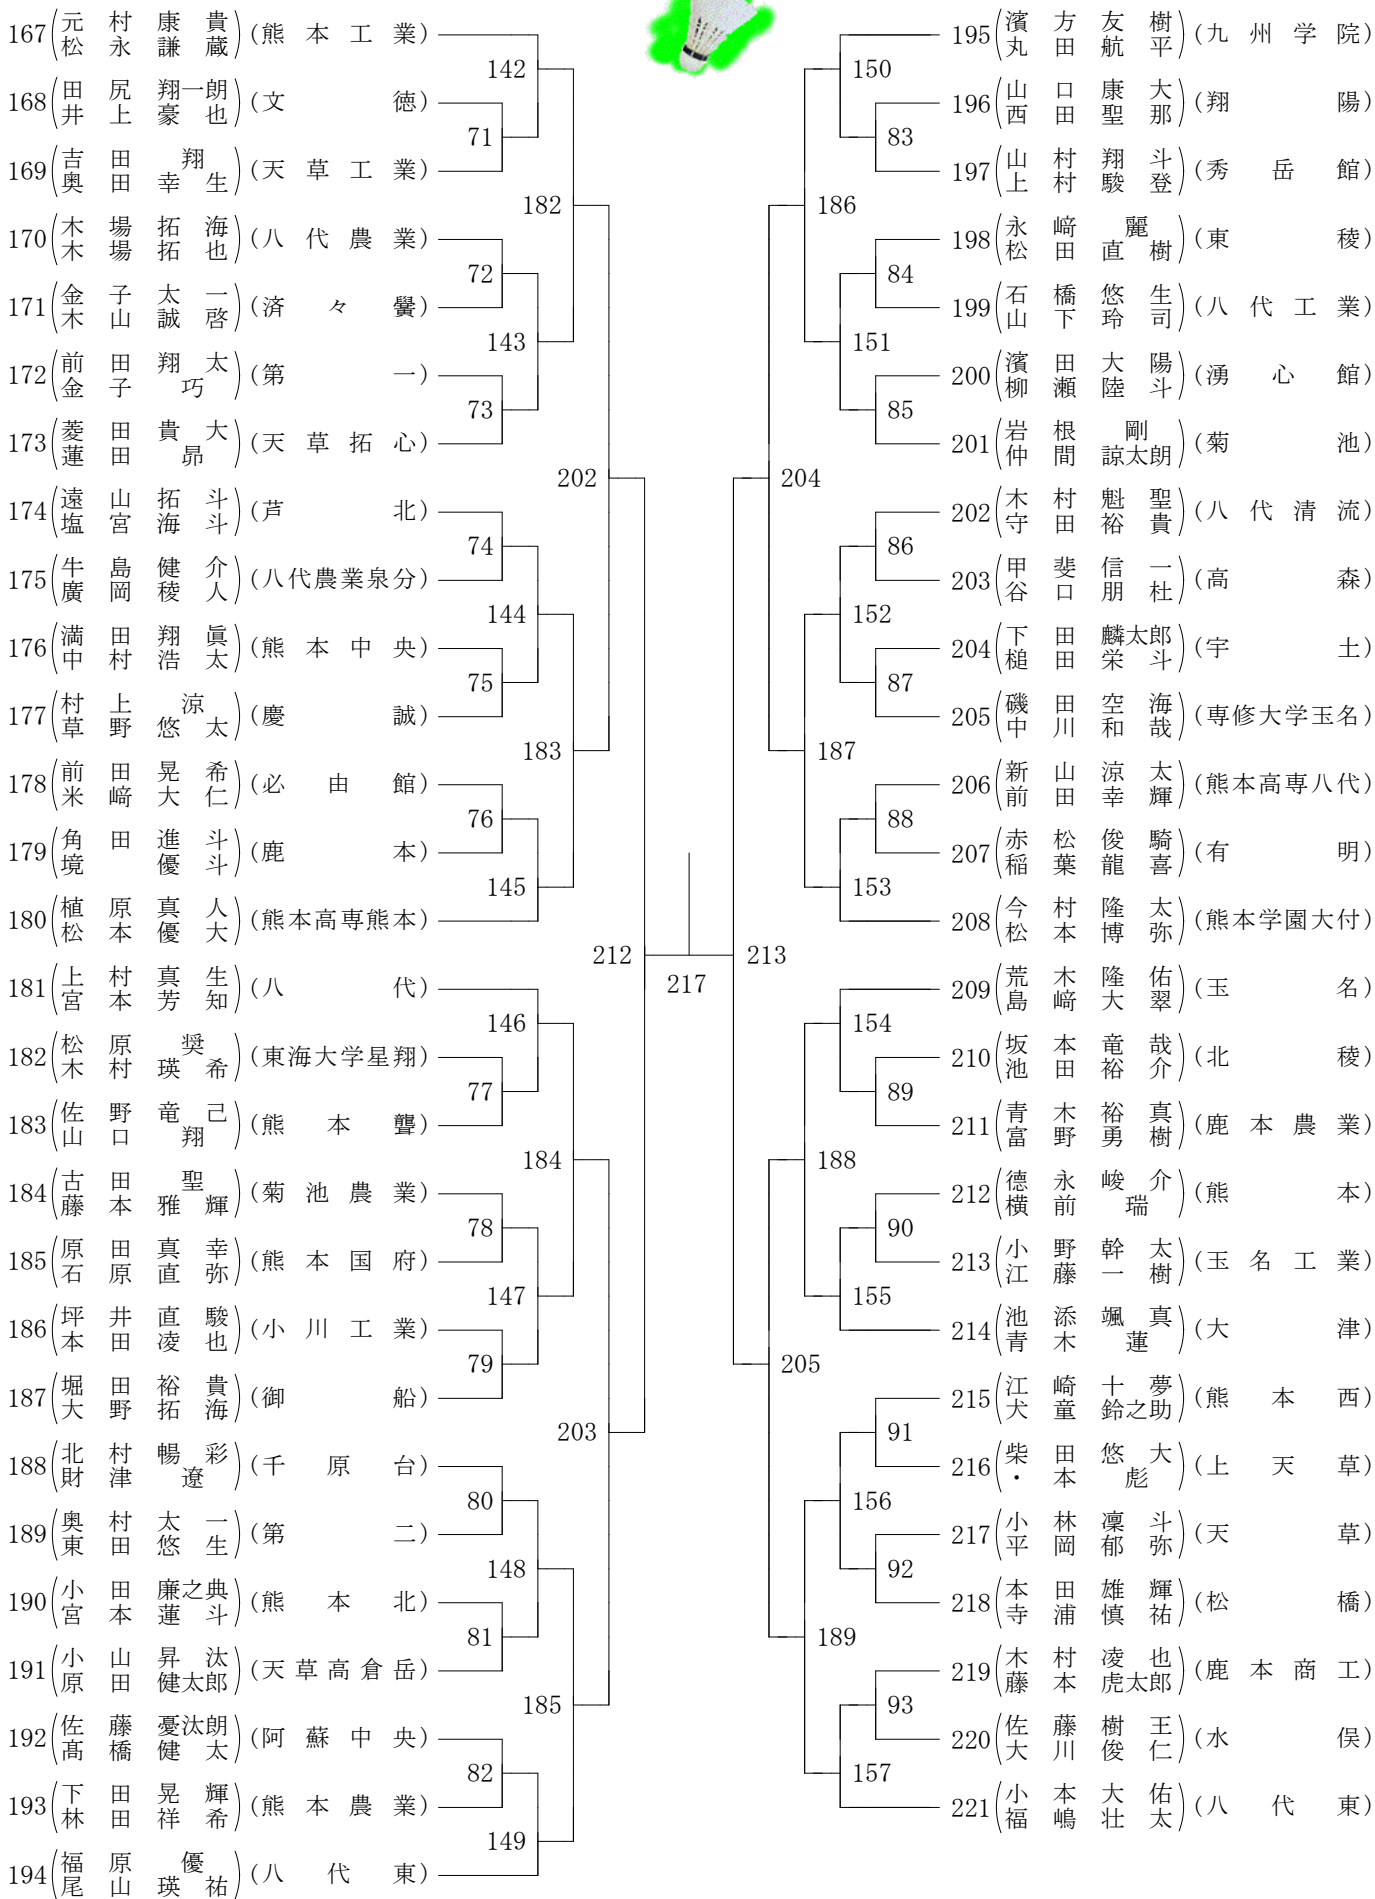 167 元村康貴 (熊本工業)
松永謙蔵
142
168 田尻翔一朗 (文徳)
井上豪也
71
169 吉田翔 (天草工業)
奥田幸生
182
170 木場拓海 (八代農業)
木場拓也
72
171 金子太一 (済々黌)
木山誠啓
143
172 前田翔太 (第一)
金子巧
73
173 菱田貴大 (天草拓心)
蓮田昴
202
174 遠山拓斗 (芦北)
塩宮海斗
74
175 牛島健介 (八代農業泉分)
廣岡稜人
144
176 満田翔眞 (熊本中央)
中村浩太
75
177 村上涼 (慶誠)
草野悠太
183
178 前田晃希 (必由館)
米﨑大仁
76
179 角田進斗 (鹿本)
境優斗
145
180 植原真人 (熊本高専熊本)
松本優大
212
217
181 上村真生 (八代)
宮本芳知
146
182 松原奨 (東海大学星翔)
木村瑛希
77
183 佐野竜己 (熊本聾)
山口翔
184
184 古田聖 (菊池農業)
藤本雅輝
78
185 原田真幸 (熊本国府)
石原直弥
147
186 坪井直駿 (小川工業)
本田凌也
79
187 堀田裕貴 (御船)
大野拓海
203
188 北村暢彩 (千原台)
財津遼
80
189 奥村太一 (第二)
東田悠生
148
190 小田廉之典 (熊本北)
宮本蓮斗
81
191 小山昇汰 (天草高倉岳)
原田健太郎
185
192 佐藤憂汰朗 (阿蘇中央)
髙橋健太
82
193 下田晃輝 (熊本農業)
林田祥希
149
194 福原優 (八代東)
尾山瑛祐
195 濱方友樹 (九州学院)
丸田航平
150
196 山口康大 (翔陽)
西田聖那
83
197 山村翔斗 (秀岳館)
上村駿登
186
198 永﨑麗 (東稜)
松田直樹
84
199 石橋悠生 (八代工業)
山下玲司
151
200 濱田大陽 (湧心館)
柳瀬陸斗
85
201 岩根剛 (菊池)
仲間諒太朗
204
202 木村魁聖 (八代清流)
守田裕貴
86
203 甲斐信一 (高森)
谷口朋杜
152
204 下田麟太郎 (宇土)
槌田栄斗
87
205 磯田空海 (専修大学玉名)
中川和哉
187
206 新山涼太 (熊本高専八代)
前田幸輝
88
207 赤松俊騎 (有明)
稲葉龍喜
153
208 今村隆太 (熊本学園大付)
松本博弥
213
209 荒木隆佑 (玉名)
島﨑大翠
154
210 坂本竜哉 (北稜)
池田裕介
89
211 青木裕真 (鹿本農業)
富野勇樹
188
212 德永峻介 (熊本)
横前瑞
90
213 小野幹太 (玉名工業)
江藤一樹
155
214 池添颯真 (大津)
青木蓮
205
215 江崎十夢 (熊本西)
犬童鈴之助
91
216 柴田悠大 (上天草)
・本彪
156
217 小林凜斗 (天草)
平岡郁弥
92
218 本田雄輝 (松橋)
寺浦慎祐
189
219 木村凌也 (鹿本商工)
藤本虎太郎
93
220 佐藤樹王 (水俣)
大川俊仁
157
221 小本大佑 (八代東)
福嶋壮太